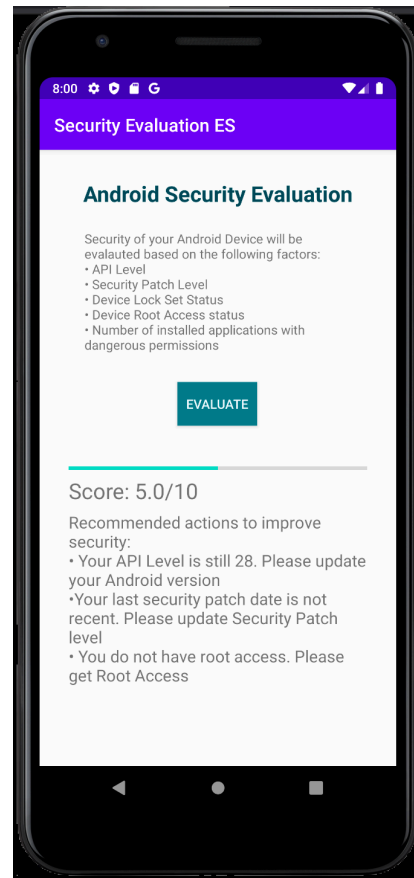 8:00
Security Evaluation ES
Android Security Evaluation
Security of your Android Device will be
evalauted based on the following factors:
• API Level
• Security Patch Level
• Device Lock Set Status
• Device Root Access status
• Number of installed applications with
dangerous permissions
EVALUATE
Score: 5.0/10
Recommended actions to improve
security:
• Your API Level is still 28. Please update
your Android version
•Your last security patch date is not
recent. Please update Security Patch
level
• You do not have root access. Please
get Root Access